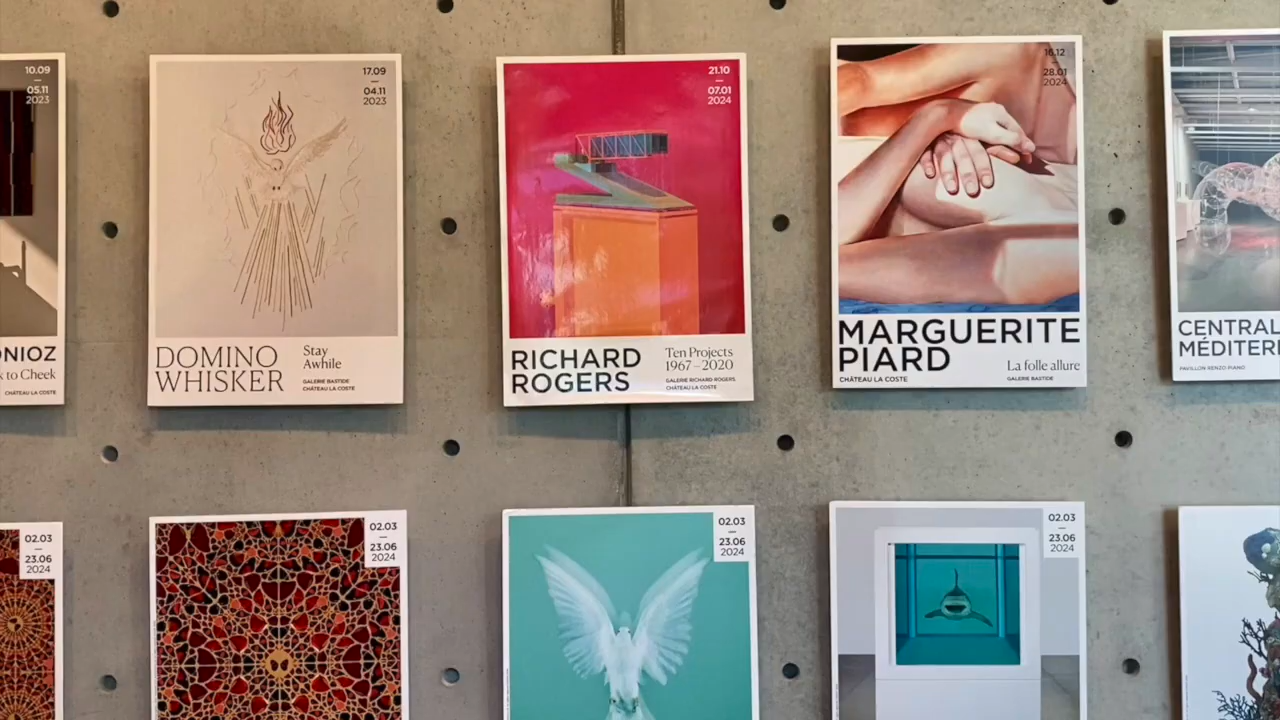 10.09
—
05.11
2023
ONIOZ
k to Cheek
CHÂTEAU LA COSTE
17.09
—
04.11
2023
DOMINO
WHISKER
Stay
Awhile
GALERIE BASTIDE
CHÂTEAU LA COSTE
21.10
—
07.01
2024
RICHARD
ROGERS
Ten Projects
1967–2020
GALERIE RICHARD ROGERS
CHÂTEAU LA COSTE
16.12
—
28.01
2024
MARGUERITE
PIARD
CHÂTEAU LA COSTE
La folle allure
GALERIE BASTIDE
CENTRAL
MÉDITER
PAVILLON RENZO PIANO
02.03
—
23.06
2024
02.03
—
23.06
2024
02.03
—
23.06
2024
02.03
—
23.06
2024